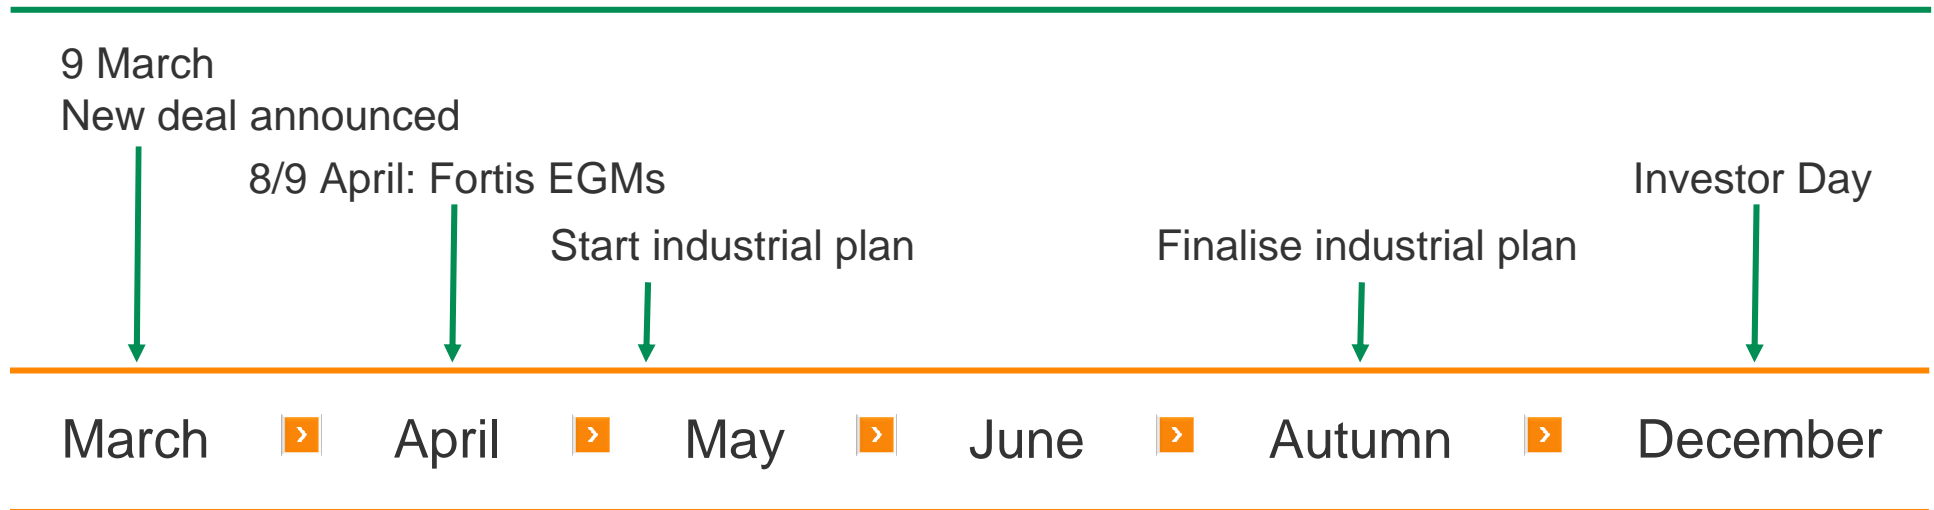 9 March
New deal announced
8/9 April: Fortis EGMs
Investor Day
Start industrial plan
Finalise industrial plan
March
April
May
June
Autumn
December